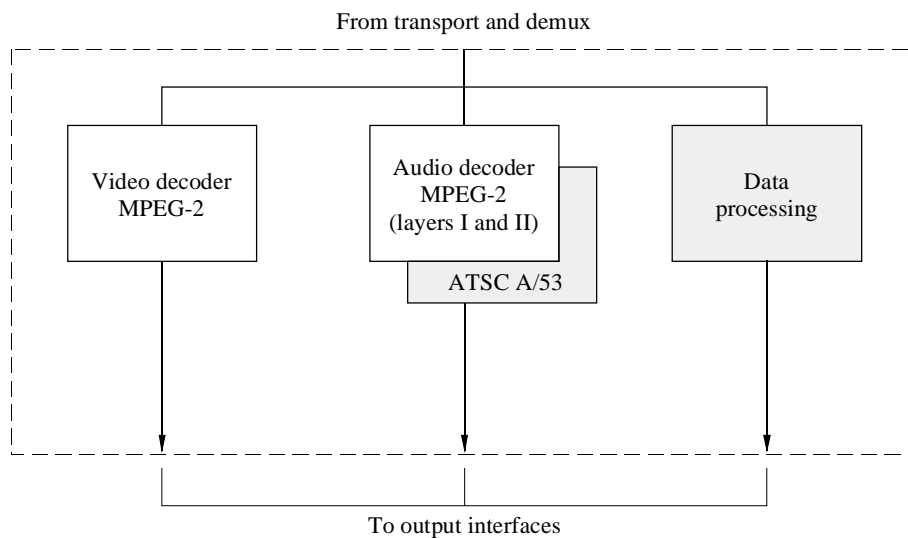 From transport and demux
Video decoder
MPEG-2
Audio decoder
MPEG-2
(layers I and II)
ATSC A/53
Data
processing
To output interfaces